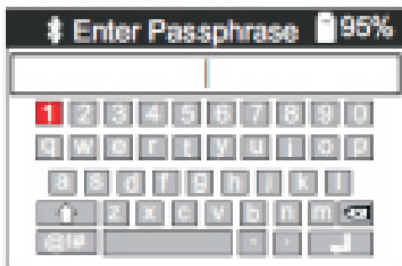 Enter Passphrase 95%
1 2 3 4 5 6 7 8 9 0
q w e r t y u i o p
a s d f g h j k l
z x c v b n m
@!#